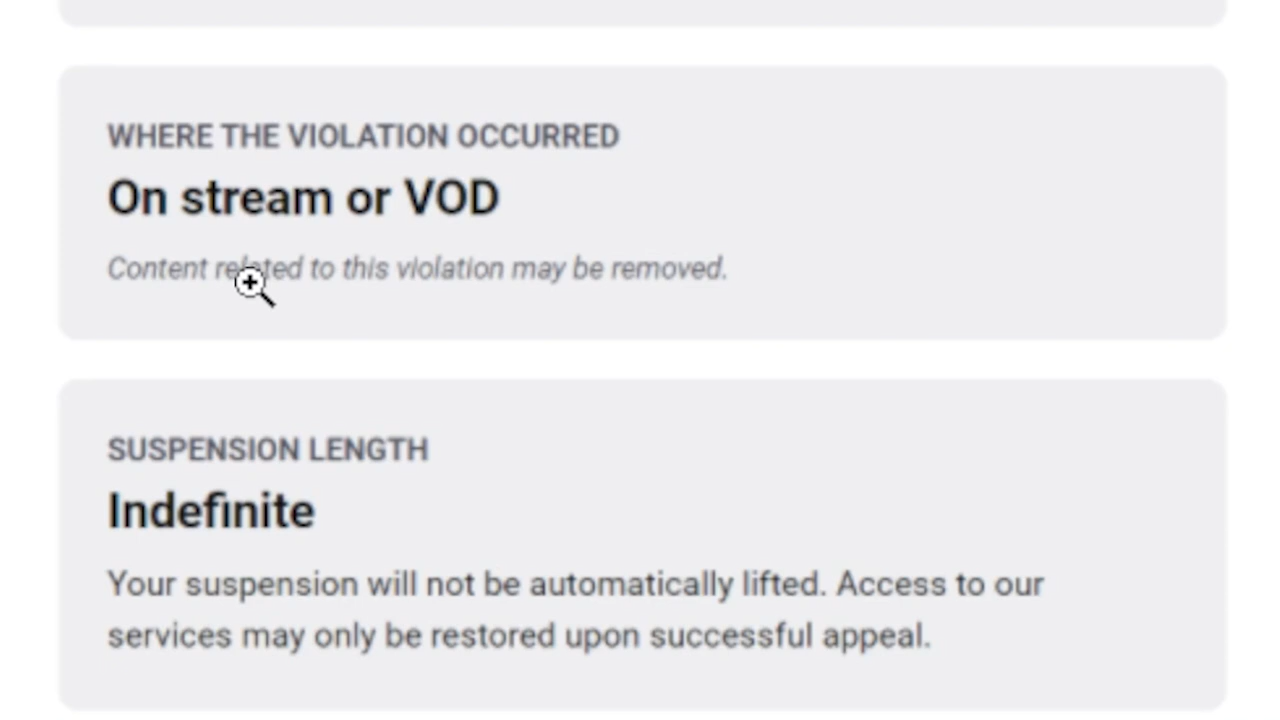 WHERE THE VIOLATION OCCURRED
On stream or VOD
Content related to this violation may be removed.
SUSPENSION LENGTH
Indefinite
Your suspension will not be automatically lifted. Access to our
services may only be restored upon successful appeal.